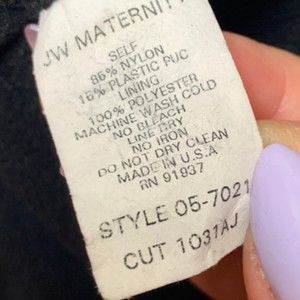 JW MATERNIT
SELF
85% NYLON
15% PLASTIC PUC
LINING
100% POLYESTER
MACHINE WASH COLD
NO BLEACH
LINE DRY
NO IRON
DO NOT DRY CLEAN
MADE IN U.S.A
RN 91937
STYLE 05-7021
CUT 1031AJ